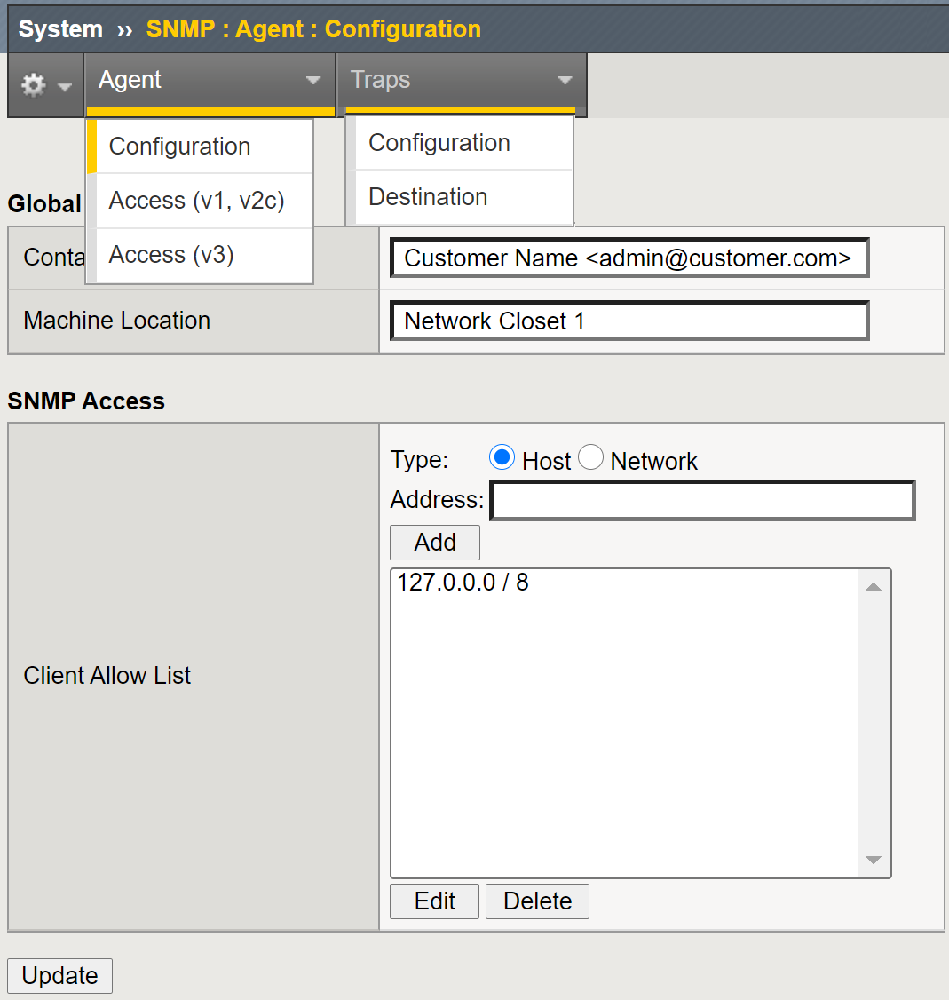 System ›› SNMP : Agent : Configuration
Agent
Traps
Configuration
Access (v1, v2c)
Access (v3)
Configuration
Destination
Global
Conta
Customer Name <admin@customer.com>
Machine Location
Network Closet 1
SNMP Access
Client Allow List
Type: Host Network
Address:
Add
127.0.0.0 / 8
Edit Delete
Update